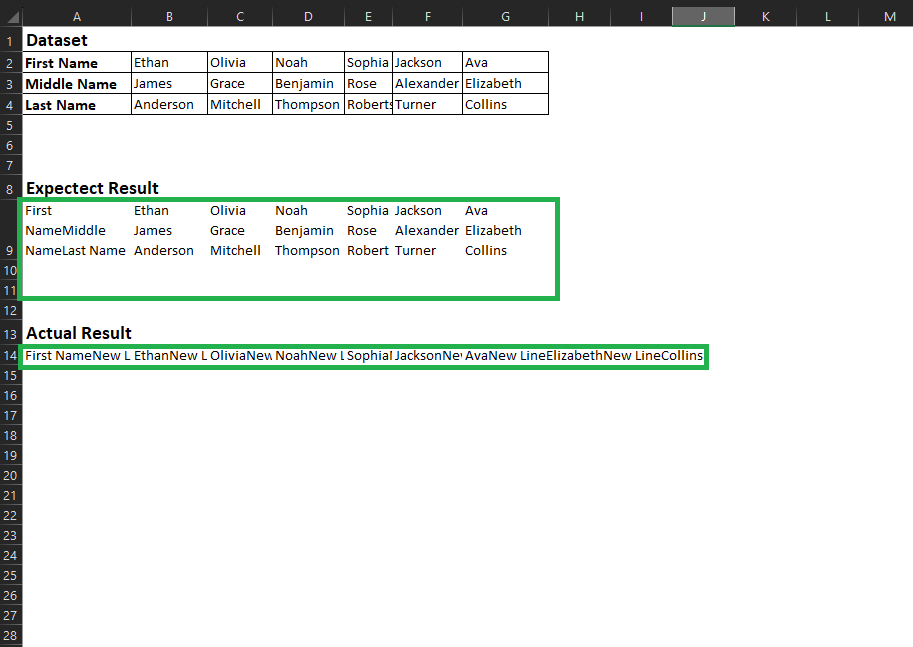 A B C D E F G H I J K L M
1 Dataset
2 First Name Ethan Olivia Noah Sophia Jackson Ava
3 Middle Name James Grace Benjamin Rose Alexander Elizabeth
4 Last Name Anderson Mitchell Thompson Roberts Turner Collins
5
6
7
8 Expectect Result
First Ethan Olivia Noah Sophia Jackson Ava
NameMiddle James Grace Benjamin Rose Alexander Elizabeth
9 NameLast Name Anderson Mitchell Thompson Robert Turner Collins
10
11
12
13 Actual Result
14 First NameNew L EthanNew L OliviaNew NoahNew L SophiaI JacksonNew AvaNew LineElizabethNew LineCollins
15
16
17
18
19
20
21
22
23
24
25
26
27
28